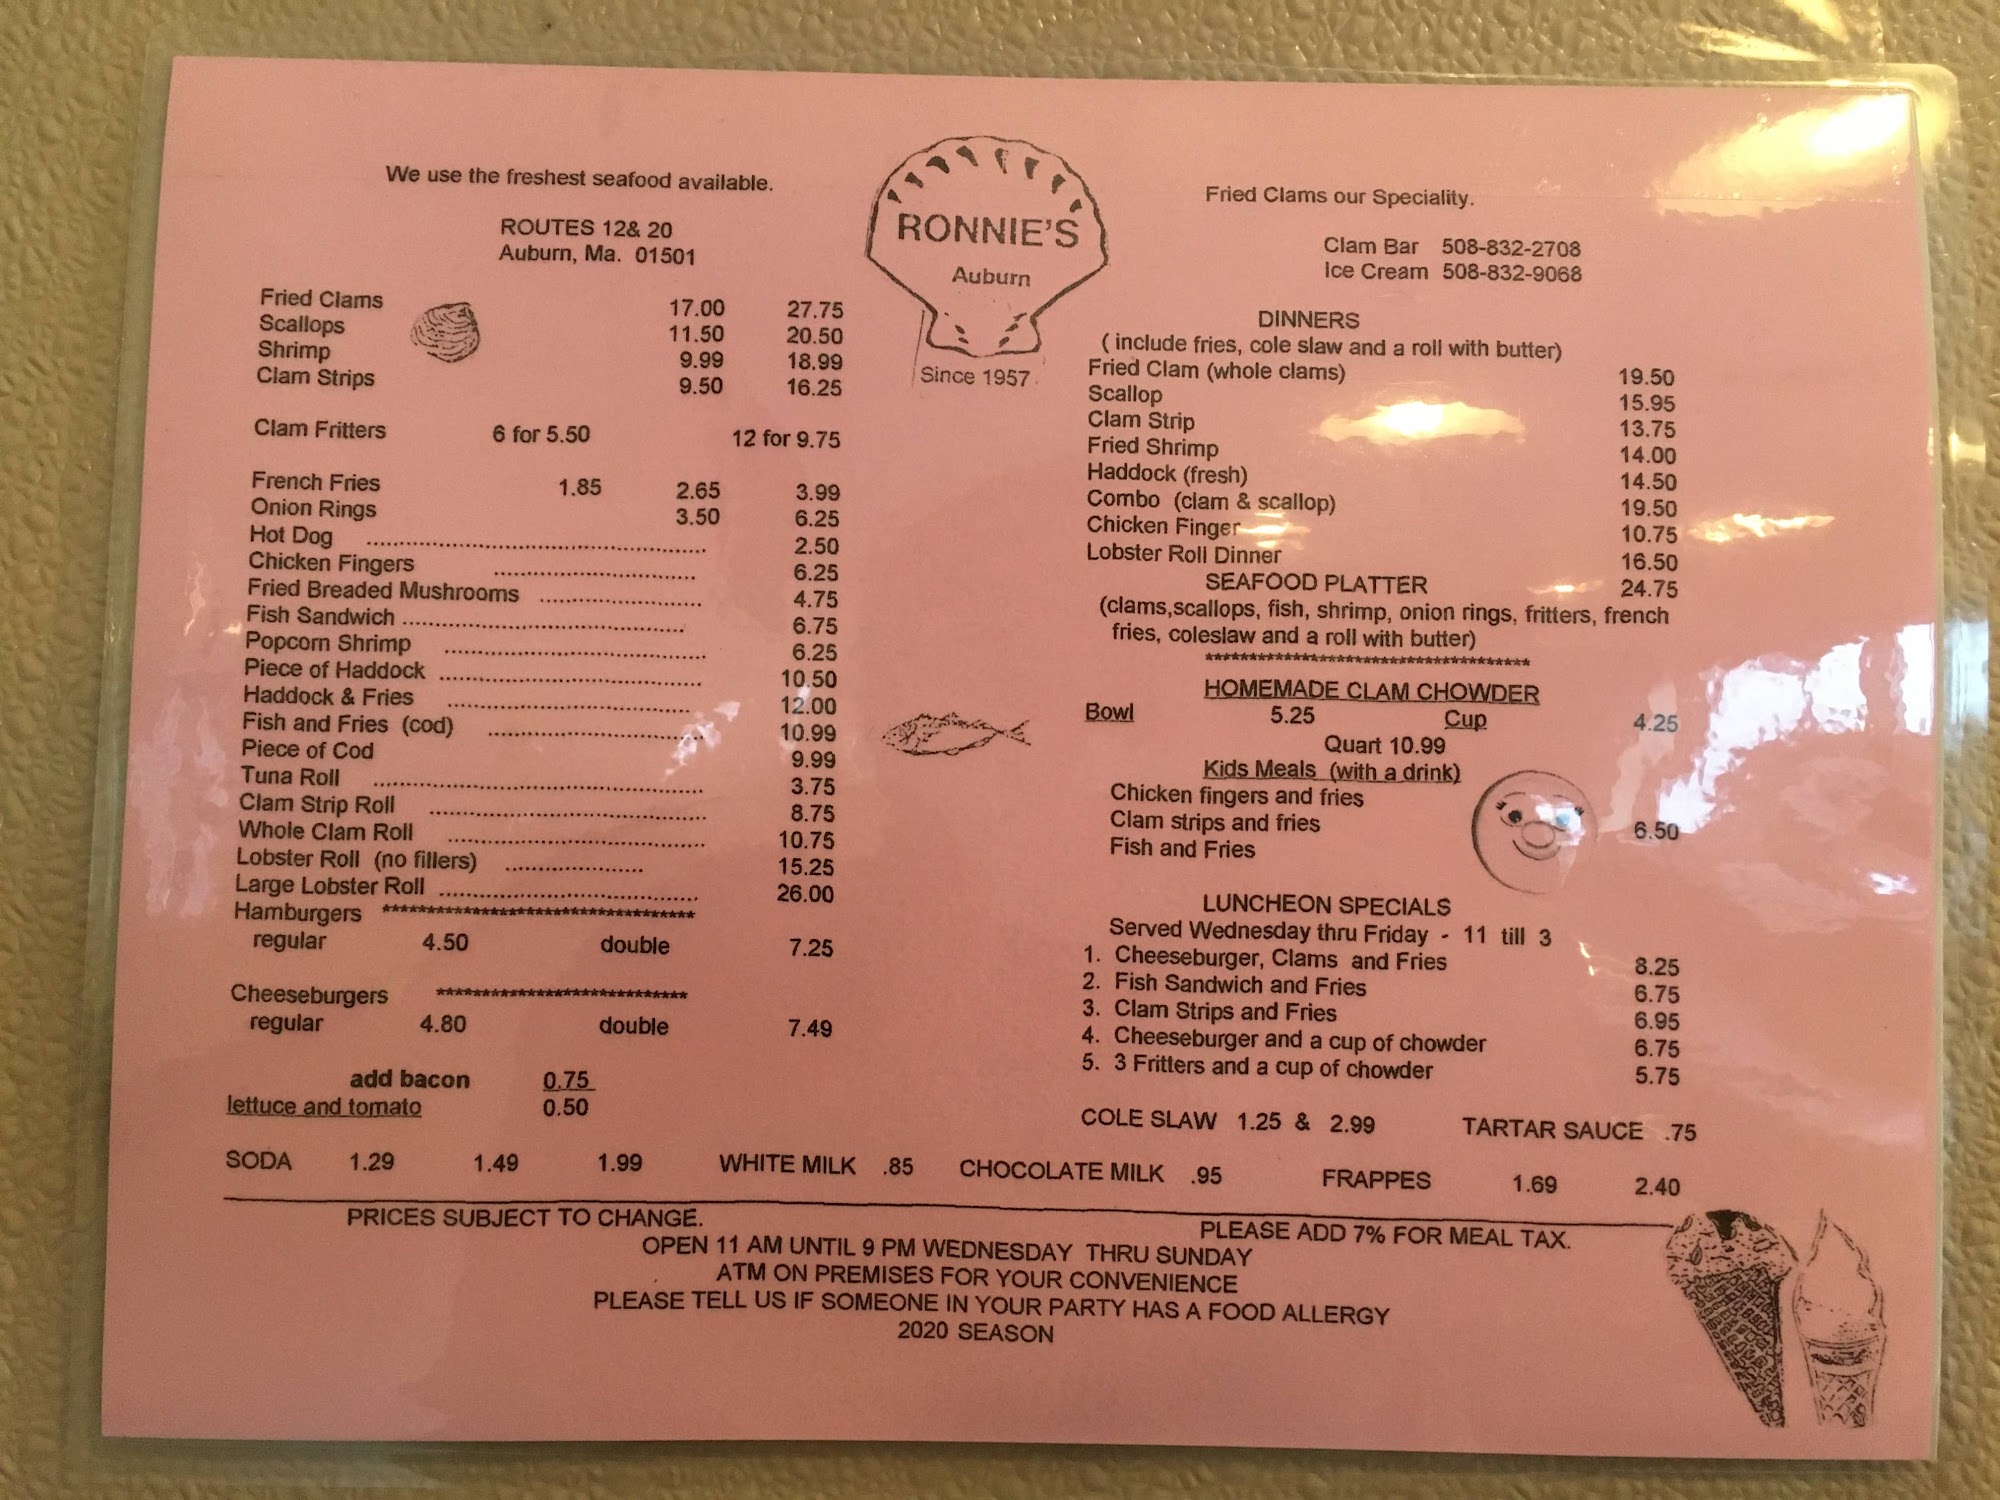 We use the freshest seafood available.
ROUTES 12& 20
Auburn, Ma. 01501
RONNIE'S
Auburn
Since 1957
Fried Clams our Speciality.
Clam Bar 508-832-2708
Ice Cream 508-832-9068
Fried Clams 17.00 27.75
Scallops 11.50 20.50
Shrimp 9.99 18.99
Clam Strips 9.50 16.25
Clam Fritters 6 for 5.50 12 for 9.75
French Fries 1.85 2.65 3.99
Onion Rings 3.50 6.25
Hot Dog 2.50
Chicken Fingers 6.25
Fried Breaded Mushrooms 4.75
Fish Sandwich 6.75
Popcorn Shrimp 6.25
Piece of Haddock 10.50
Haddock & Fries 12.00
Fish and Fries (cod) 10.99
Piece of Cod 9.99
Tuna Roll 3.75
Clam Strip Roll 8.75
Whole Clam Roll 10.75
Lobster Roll (no fillers) 15.25
Large Lobster Roll 26.00
Hamburgers ************************************
regular 4.50 double 7.25
Cheeseburgers *****************************
regular 4.80 double 7.49
add bacon 0.75
lettuce and tomato 0.50
DINNERS
( include fries, cole slaw and a roll with butter)
Fried Clam (whole clams) 19.50
Scallop 15.95
Clam Strip 13.75
Fried Shrimp 14.00
Haddock (fresh) 14.50
Combo (clam & scallop) 19.50
Chicken Finger 10.75
Lobster Roll Dinner 16.50
SEAFOOD PLATTER 24.75
(clams,scallops, fish, shrimp, onion rings, fritters, french
fries, coleslaw and a roll with butter)
*************************************
HOMEMADE CLAM CHOWDER
Bowl 5.25 Cup 4.25
Quart 10.99
Kids Meals (with a drink)
Chicken fingers and fries
Clam strips and fries 6.50
Fish and Fries
LUNCHEON SPECIALS
Served Wednesday thru Friday - 11 till 3
1. Cheeseburger, Clams and Fries 8.25
2. Fish Sandwich and Fries 6.75
3. Clam Strips and Fries 6.95
4. Cheeseburger and a cup of chowder 6.75
5. 3 Fritters and a cup of chowder 5.75
COLE SLAW 1.25 & 2.99 TARTAR SAUCE .75
SODA 1.29 1.49 1.99 WHITE MILK .85 CHOCOLATE MILK .95 FRAPPES 1.69 2.40
PRICES SUBJECT TO CHANGE. PLEASE ADD 7% FOR MEAL TAX.
OPEN 11 AM UNTIL 9 PM WEDNESDAY THRU SUNDAY
ATM ON PREMISES FOR YOUR CONVENIENCE
PLEASE TELL US IF SOMEONE IN YOUR PARTY HAS A FOOD ALLERGY
2020 SEASON